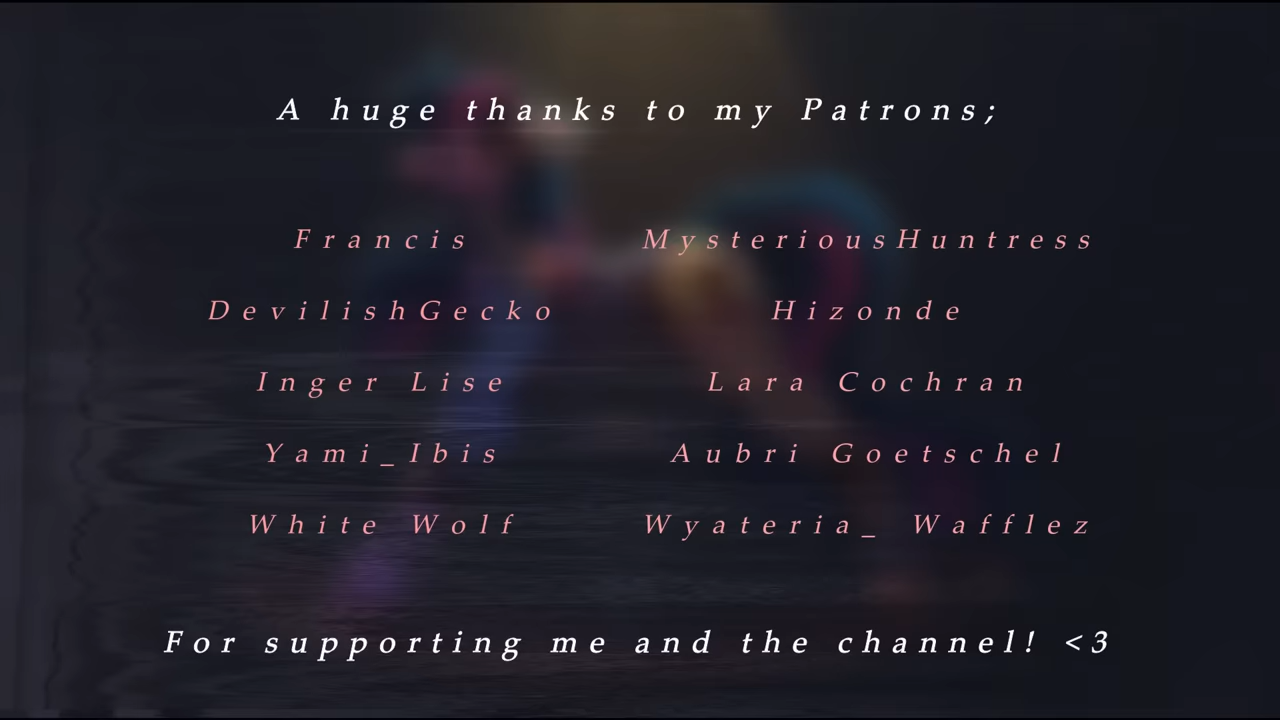 A huge thanks to my Patrons;
Francis
MysteriousHuntress
DevilishGecko
Hizonde
Inger Lise
Lara Cochran
Yami_Ibis
Aubri Goetschel
White Wolf
Wyateria_ Wafflez
For supporting me and the channel! <3